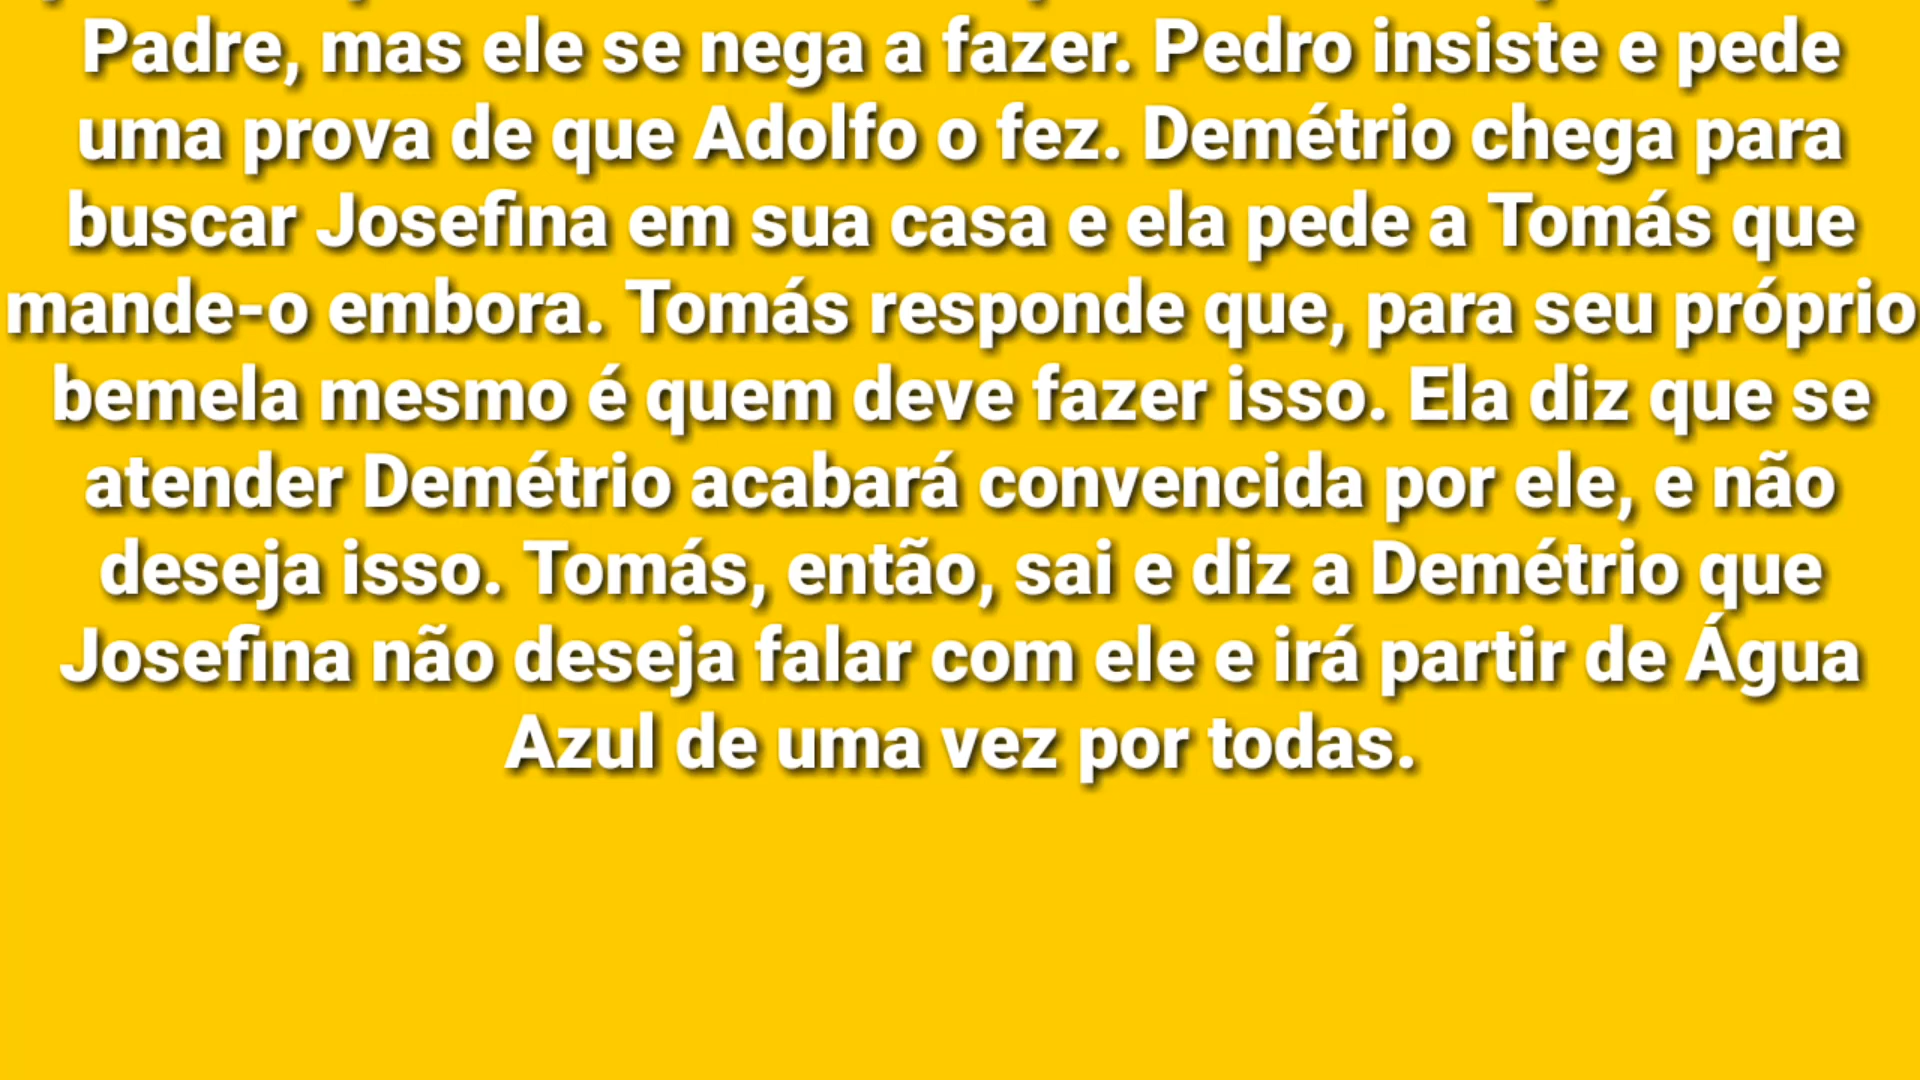 Padre, mas ele se nega a fazer. Pedro insiste e pede
uma prova de que Adolfo o fez. Demétrio chega para
buscar Josefina em sua casa e ela pede a Tomás que
mande-o embora. Tomás responde que, para seu próprio
bemela mesmo é quem deve fazer isso. Ela diz que se
atender Demétrio acabará convencida por ele, e não
deseja isso. Tomás, então, sai e diz a Demétrio que
Josefina não deseja falar com ele e irá partir de Água
Azul de uma vez por todas.